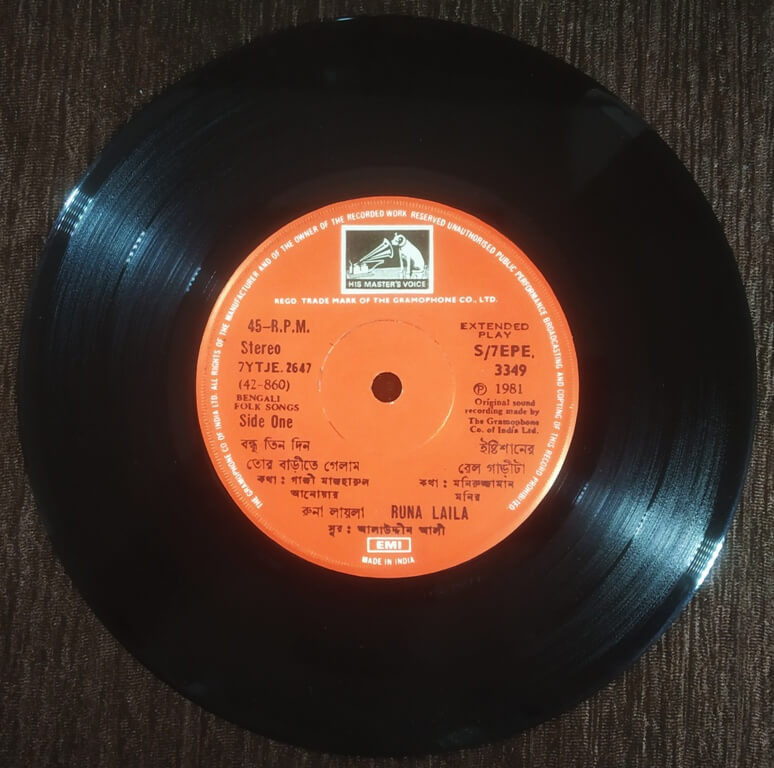 THE GRAMOPHONE CO OF INDIA LTD. ALL RIGHTS OF THE MANUFACTURER AND OF THE OWNER OF THE RECORDED WORK RESERVED UNAUTHORISED PUBLIC PERFORMANCE BROADCASTING AND COPYING OF THIS RECORD PROHIBITED
HIS MASTER'S VOICE
REGD. TRADE MARK OF THE GRAMOPHONE CO., LTD.
45-R.P.M.
Stereo
7YTJE. 2647
(42-860)
BENGALI
FOLK SONGS
Side One
EXTENDED
PLAY
S/7EPE.
3349
℗ 1981
Original sound
recording made by
The Gramophone
Co. of India Ltd.
বন্ধু তিন দিন
তোর বাড়ীতে গেলাম
কথা : গাজী মাজহারুল
আনোয়ার
ইষ্টিশানের
রেল গাড়ীটা
কথা : মনিরুজ্জামান
মনির
রুনা লায়লা RUNA LAILA
সুর : আলাউদ্দীন আলী
EMI
MADE IN INDIA